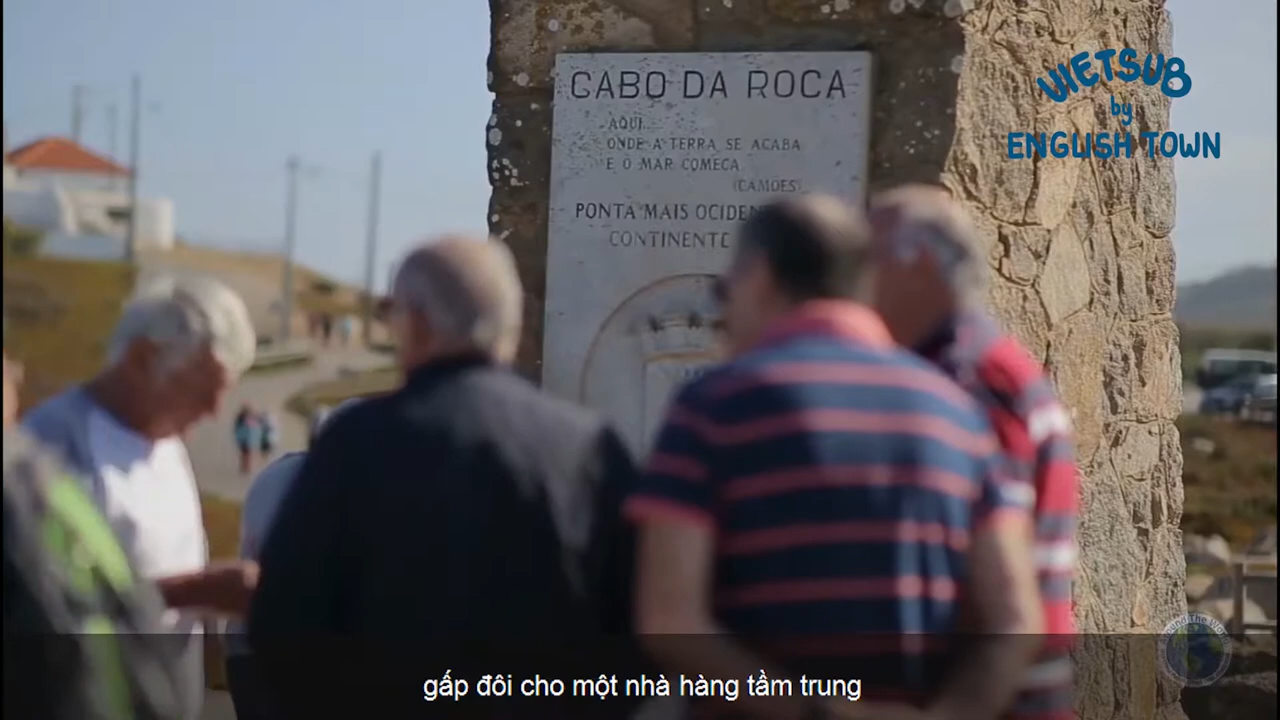 CABO DA ROCA
AQUI...
ONDE A TERRA SE ACABA
E O MAR COMEÇA
(CAMÕES)
PONTA MAIS OCIDEN
CONTINENTE
VIETSUB
by
ENGLISH TOWN
gấp đôi cho một nhà hàng tầm trung